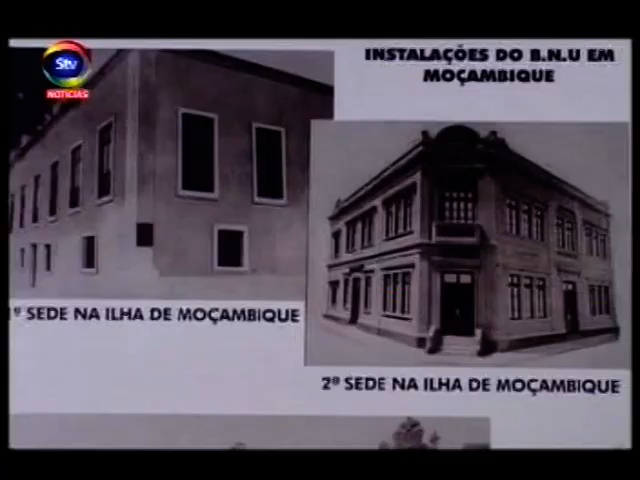 Stv
NOTÍCIAS
INSTALAÇÕES DO B.N.U EM
MOÇAMBIQUE
1ª SEDE NA ILHA DE MOÇAMBIQUE
2ª SEDE NA ILHA DE MOÇAMBIQUE